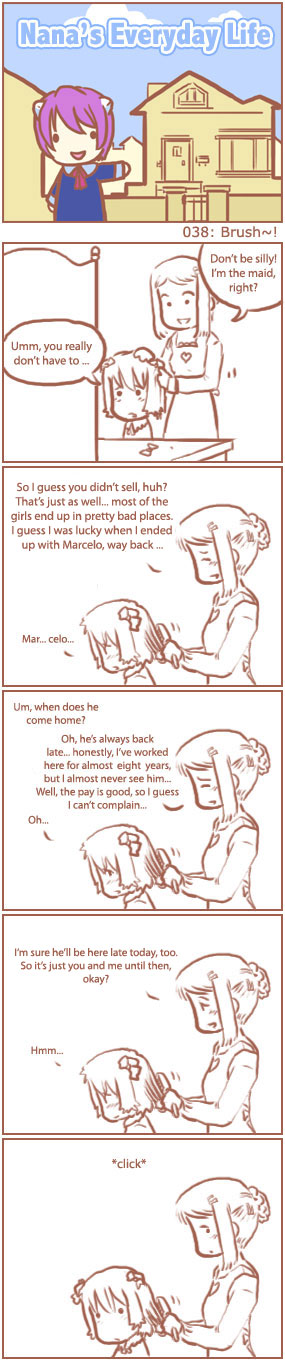 Nana's Everyday Life
038: Brush~!
Don't be silly!
I'm the maid,
right?
Umm, you really
don't have to ...
So I guess you didn't sell, huh?
That's just as well... most of the
girls end up in pretty bad places.
I guess I was lucky when I ended
up with Marcelo, way back ...
Mar... celo...
Um, when does he
come home?
Oh, he's always back
late... honestly, I've worked
here for almost eight years,
but I almost never see him...
Well, the pay is good, so I guess
I can't complain...
Oh...
I'm sure he'll be here late today, too.
So it's just you and me until then,
okay?
Hmm...
*click*